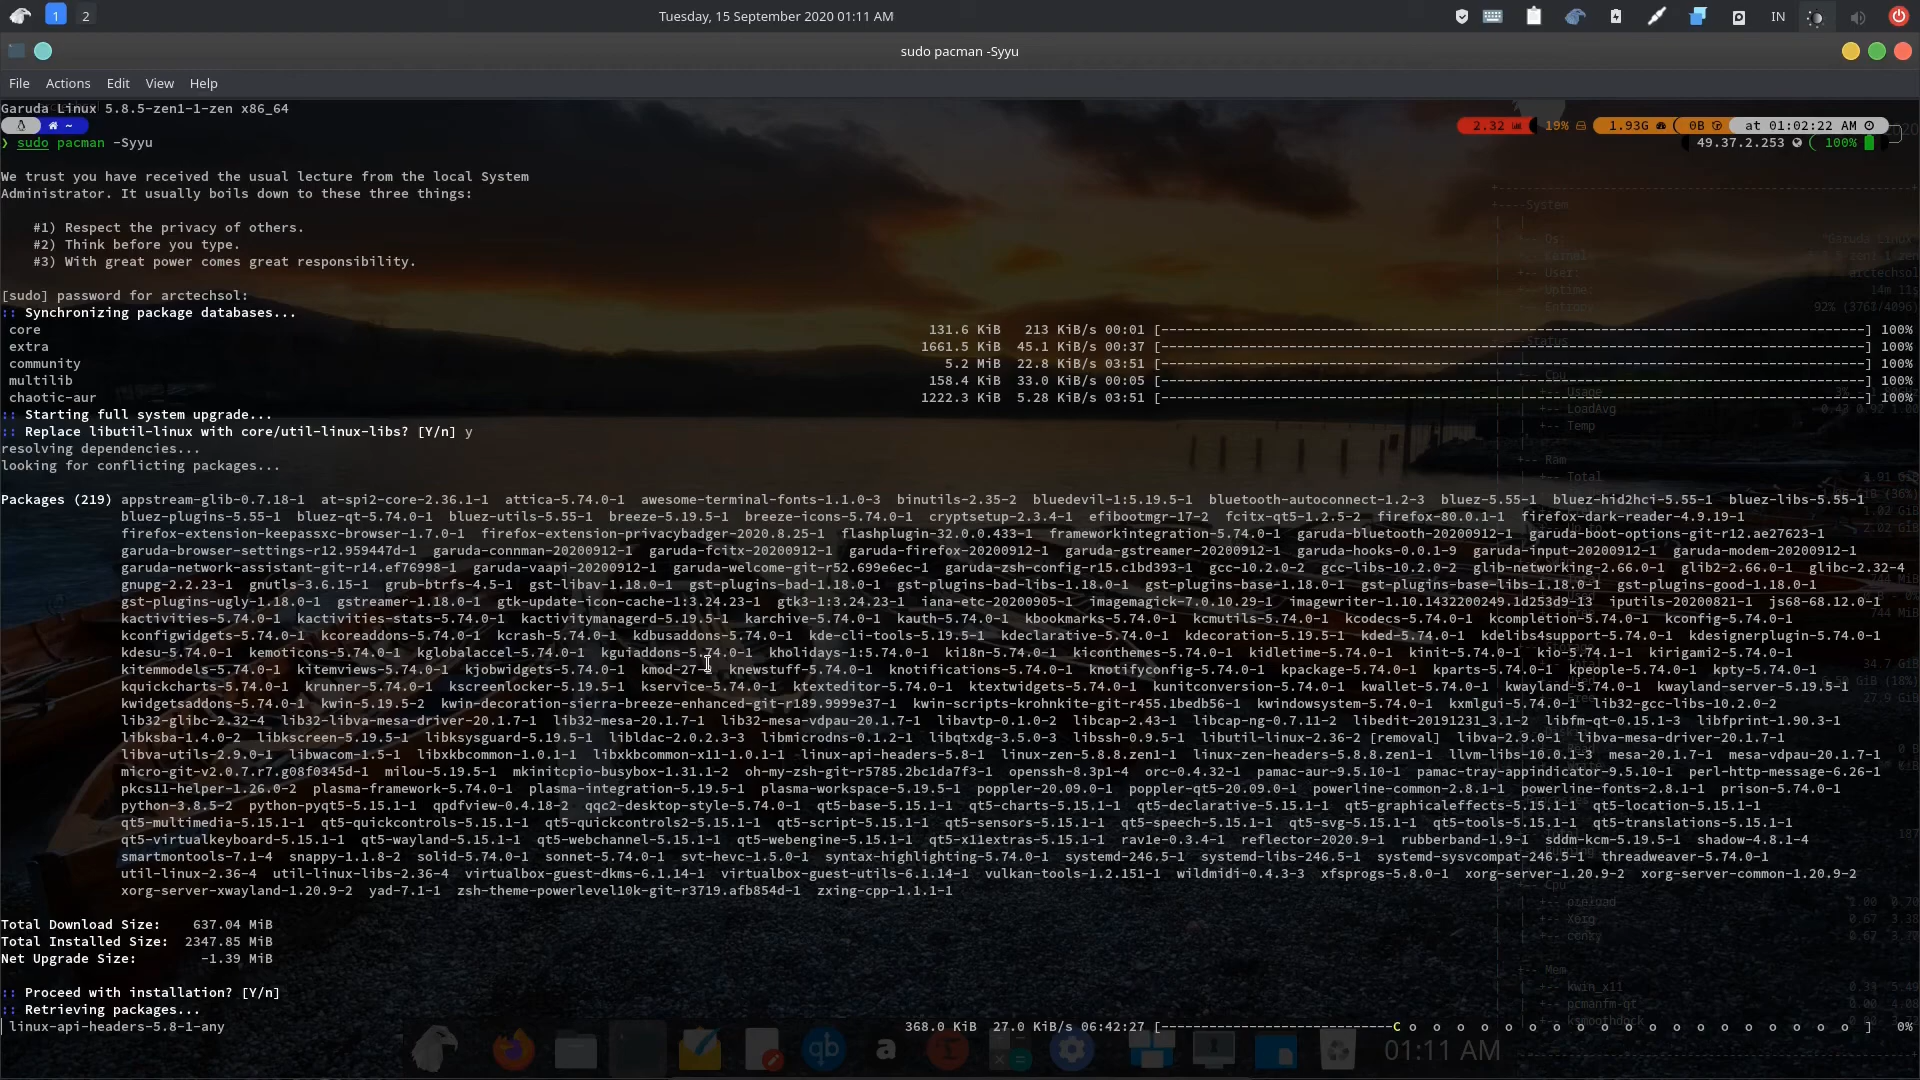 1 2 Tuesday, 15 September 2020 01:11 AM IN
sudo pacman -Syyu
File Actions Edit View Help
Garuda Linux 5.8.5-zen1-1-zen x86_64
~ 2.32 19% 1.93G 0B at 01:02:22 AM
❯ sudo pacman -Syyu 49.37.2.253 100%
We trust you have received the usual lecture from the local System
Administrator. It usually boils down to these three things:
#1) Respect the privacy of others.
#2) Think before you type.
#3) With great power comes great responsibility.
[sudo] password for arctechsol:
:: Synchronizing package databases...
core 131.6 KiB 213 KiB/s 00:01 [----------] 100%
extra 1661.5 KiB 45.1 KiB/s 00:37 [----------] 100%
community 5.2 MiB 22.8 KiB/s 03:51 [----------] 100%
multilib 158.4 KiB 33.0 KiB/s 00:05 [----------] 100%
chaotic-aur 1222.3 KiB 5.28 KiB/s 03:51 [----------] 100%
:: Starting full system upgrade...
:: Replace libutil-linux with core/util-linux-libs? [Y/n] y
resolving dependencies...
looking for conflicting packages...
Packages (219) appstream-glib-0.7.18-1 at-spi2-core-2.36.1-1 attica-5.74.0-1 awesome-terminal-fonts-1.1.0-3 binutils-2.35-2 bluedevil-1:5.19.5-1 bluetooth-autoconnect-1.2-3 bluez-5.55-1 bluez-hid2hci-5.55-1 bluez-libs-5.55-1
bluez-plugins-5.55-1 bluez-qt-5.74.0-1 bluez-utils-5.55-1 breeze-5.19.5-1 breeze-icons-5.74.0-1 cryptsetup-2.3.4-1 efibootmgr-17-2 fcitx-qt5-1.2.5-2 firefox-80.0.1-1 firefox-dark-reader-4.9.19-1
firefox-extension-keepassxc-browser-1.7.0-1 firefox-extension-privacybadger-2020.8.25-1 flashplugin-32.0.0.433-1 frameworkintegration-5.74.0-1 garuda-bluetooth-20200912-1 garuda-boot-options-git-r12.ae27623-1
garuda-browser-settings-r12.959447d-1 garuda-connman-20200912-1 garuda-fcitx-20200912-1 garuda-firefox-20200912-1 garuda-gstreamer-20200912-1 garuda-hooks-0.0.1-9 garuda-input-20200912-1 garuda-modem-20200912-1
garuda-network-assistant-git-r14.ef76998-1 garuda-vaapi-20200912-1 garuda-welcome-git-r52.699e6ec-1 garuda-zsh-config-r15.c1bd393-1 gcc-10.2.0-2 gcc-libs-10.2.0-2 glib-networking-2.66.0-1 glib2-2.66.0-1 glibc-2.32-4
gnupg-2.2.23-1 gnutls-3.6.15-1 grub-btrfs-4.5-1 gst-libav-1.18.0-1 gst-plugins-bad-1.18.0-1 gst-plugins-bad-libs-1.18.0-1 gst-plugins-base-1.18.0-1 gst-plugins-base-libs-1.18.0-1 gst-plugins-good-1.18.0-1
gst-plugins-ugly-1.18.0-1 gstreamer-1.18.0-1 gtk-update-icon-cache-1:3.24.23-1 gtk3-1:3.24.23-1 iana-etc-20200905-1 imagemagick-7.0.10.29-1 imagewriter-1.10.1432200249.1d253d9-13 iputils-20200821-1 js68-68.12.0-1
kactivities-5.74.0-1 kactivities-stats-5.74.0-1 kactivitymanagerd-5.19.5-1 karchive-5.74.0-1 kauth-5.74.0-1 kbookmarks-5.74.0-1 kcmutils-5.74.0-1 kcodecs-5.74.0-1 kcompletion-5.74.0-1 kconfig-5.74.0-1
kconfigwidgets-5.74.0-1 kcoreaddons-5.74.0-1 kcrash-5.74.0-1 kdbusaddons-5.74.0-1 kde-cli-tools-5.19.5-1 kdeclarative-5.74.0-1 kdecoration-5.19.5-1 kded-5.74.0-1 kdelibs4support-5.74.0-1 kdesignerplugin-5.74.0-1
kdesu-5.74.0-1 kemoticons-5.74.0-1 kglobalaccel-5.74.0-1 kguiaddons-5.74.0-1 kholidays-1:5.74.0-1 ki18n-5.74.0-1 kiconthemes-5.74.0-1 kidletime-5.74.0-1 kinit-5.74.0-1 kio-5.74.1-1 kirigami2-5.74.0-1
kitemmodels-5.74.0-1 kitemviews-5.74.0-1 kjobwidgets-5.74.0-1 kmod-27-4 knewstuff-5.74.0-1 knotifications-5.74.0-1 knotifyconfig-5.74.0-1 kpackage-5.74.0-1 kparts-5.74.0-1 kpeople-5.74.0-1 kpty-5.74.0-1
kquickcharts-5.74.0-1 krunner-5.74.0-1 kscreenlocker-5.19.5-1 kservice-5.74.0-1 ktexteditor-5.74.0-1 ktextwidgets-5.74.0-1 kunitconversion-5.74.0-1 kwallet-5.74.0-1 kwayland-5.74.0-1 kwayland-server-5.19.5-1
kwidgetsaddons-5.74.0-1 kwin-5.19.5-2 kwin-decoration-sierra-breeze-enhanced-git-r189.9999e37-1 kwin-scripts-krohnkite-git-r455.1bedb56-1 kwindowsystem-5.74.0-1 kxmlgui-5.74.0-1 lib32-gcc-libs-10.2.0-2
lib32-glibc-2.32-4 lib32-libva-mesa-driver-20.1.7-1 lib32-mesa-20.1.7-1 lib32-mesa-vdpau-20.1.7-1 libavtp-0.1.0-2 libcap-2.43-1 libcap-ng-0.7.11-2 libedit-20191231_3.1-2 libfm-qt-0.15.1-3 libfprint-1.90.3-1
libksba-1.4.0-2 libkscreen-5.19.5-1 libksysguard-5.19.5-1 libldac-2.0.2.3-3 libmicrodns-0.1.2-1 libqtxdg-3.5.0-3 libssh-0.9.5-1 libutil-linux-2.36-2 [removal] libva-2.9.0-1 libva-mesa-driver-20.1.7-1
libva-utils-2.9.0-1 libwacom-1.5-1 libxkbcommon-1.0.1-1 libxkbcommon-x11-1.0.1-1 linux-api-headers-5.8-1 linux-zen-5.8.8.zen1-1 linux-zen-headers-5.8.8.zen1-1 llvm-libs-10.0.1-3 mesa-20.1.7-1 mesa-vdpau-20.1.7-1
micro-git-v2.0.7.r7.g08f0345d-1 milou-5.19.5-1 mkinitcpio-busybox-1.31.1-2 oh-my-zsh-git-r5785.2bc1da7f3-1 openssh-8.3p1-4 orc-0.4.32-1 pamac-aur-9.5.10-1 pamac-tray-appindicator-9.5.10-1 perl-http-message-6.26-1
pkcs11-helper-1.26.0-2 plasma-framework-5.74.0-1 plasma-integration-5.19.5-1 plasma-workspace-5.19.5-1 poppler-20.09.0-1 poppler-qt5-20.09.0-1 powerline-common-2.8.1-1 powerline-fonts-2.8.1-1 prison-5.74.0-1
python-3.8.5-2 python-pyqt5-5.15.1-1 qpdfview-0.4.18-2 qqc2-desktop-style-5.74.0-1 qt5-base-5.15.1-1 qt5-charts-5.15.1-1 qt5-declarative-5.15.1-1 qt5-graphicaleffects-5.15.1-1 qt5-location-5.15.1-1
qt5-multimedia-5.15.1-1 qt5-quickcontrols-5.15.1-1 qt5-quickcontrols2-5.15.1-1 qt5-script-5.15.1-1 qt5-sensors-5.15.1-1 qt5-speech-5.15.1-1 qt5-svg-5.15.1-1 qt5-tools-5.15.1-1 qt5-translations-5.15.1-1
qt5-virtualkeyboard-5.15.1-1 qt5-wayland-5.15.1-1 qt5-webchannel-5.15.1-1 qt5-webengine-5.15.1-1 qt5-x11extras-5.15.1-1 rav1e-0.3.4-1 reflector-2020.9-1 rubberband-1.9-1 sddm-kcm-5.19.5-1 shadow-4.8.1-4
smartmontools-7.1-4 snappy-1.1.8-2 solid-5.74.0-1 sonnet-5.74.0-1 svt-hevc-1.5.0-1 syntax-highlighting-5.74.0-1 systemd-246.5-1 systemd-libs-246.5-1 systemd-sysvcompat-246.5-1 threadweaver-5.74.0-1
util-linux-2.36-4 util-linux-libs-2.36-4 virtualbox-guest-dkms-6.1.14-1 virtualbox-guest-utils-6.1.14-1 vulkan-tools-1.2.151-1 wildmidi-0.4.3-3 xfsprogs-5.8.0-1 xorg-server-1.20.9-2 xorg-server-common-1.20.9-2
xorg-server-xwayland-1.20.9-2 yad-7.1-1 zsh-theme-powerlevel10k-git-r3719.afb854d-1 zxing-cpp-1.1.1-1
Total Download Size: 637.04 MiB
Total Installed Size: 2347.85 MiB
Net Upgrade Size: -1.39 MiB
:: Proceed with installation? [Y/n]
:: Retrieving packages...
linux-api-headers-5.8-1-any 368.0 KiB 27.0 KiB/s 06:42:27 [----------C o o o o o o o o o o o o o o o o o o o ] 0%
qb a 01:11 AM